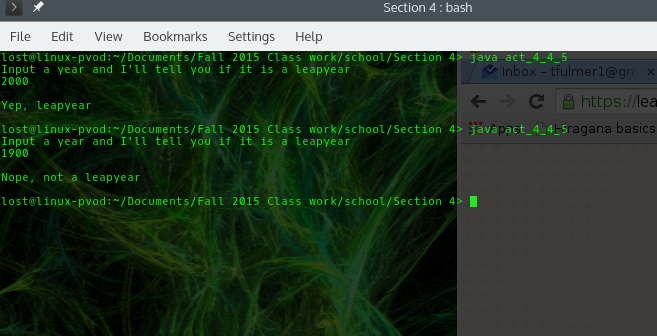 Section 4 : bash
File Edit View Bookmarks Settings Help
lost@linux-pvod:~/Documents/Fall 2015 Class work/school/Section 4> java act_4_4_5
Input a year and I'll tell you if it is a leapyear
2000
Inbox – tfulmer1@gm
Yep, leapyear
https://lea
lost@linux-pvod:~/Documents/Fall 2015 Class work/school/Section 4> java act_4_4_5
Apps Hiragana basics
Input a year and I'll tell you if it is a leapyear
1900
Nope, not a leapyear
lost@linux-pvod:~/Documents/Fall 2015 Class work/school/Section 4>